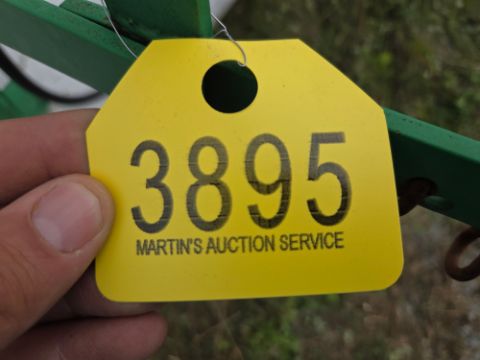 3895
MARTIN'S AUCTION SERVICE